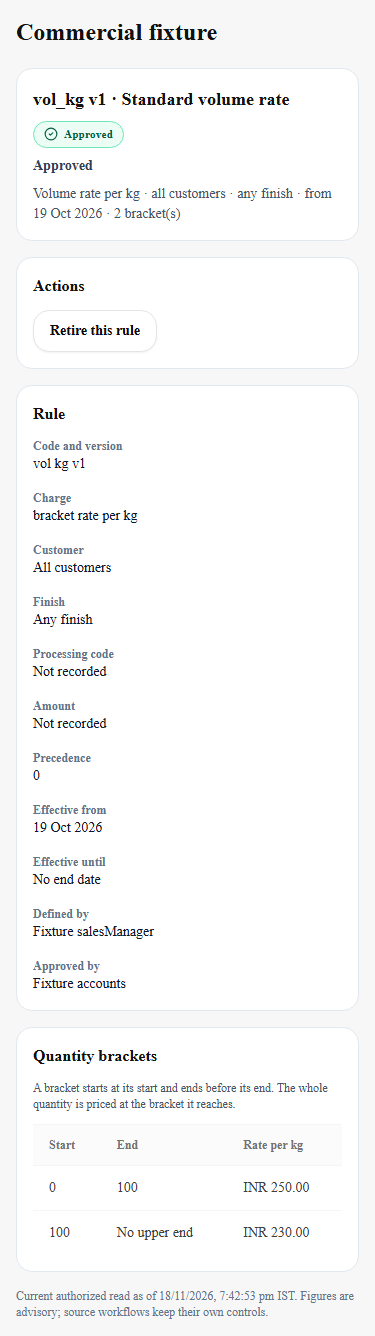 Commercial fixture
vol_kg v1 · Standard volume rate
Approved
Approved
Volume rate per kg · all customers · any finish · from
19 Oct 2026 · 2 bracket(s)
Actions
Retire this rule
Rule
Code and version
vol kg v1
Charge
bracket rate per kg
Customer
All customers
Finish
Any finish
Processing code
Not recorded
Amount
Not recorded
Precedence
0
Effective from
19 Oct 2026
Effective until
No end date
Defined by
Fixture salesManager
Approved by
Fixture accounts
Quantity brackets
A bracket starts at its start and ends before its end. The whole
quantity is priced at the bracket it reaches.
Start End Rate per kg
0 100 INR 250.00
100 No upper end INR 230.00
Current authorized read as of 18/11/2026, 7:42:53 pm IST. Figures are
advisory; source workflows keep their own controls.